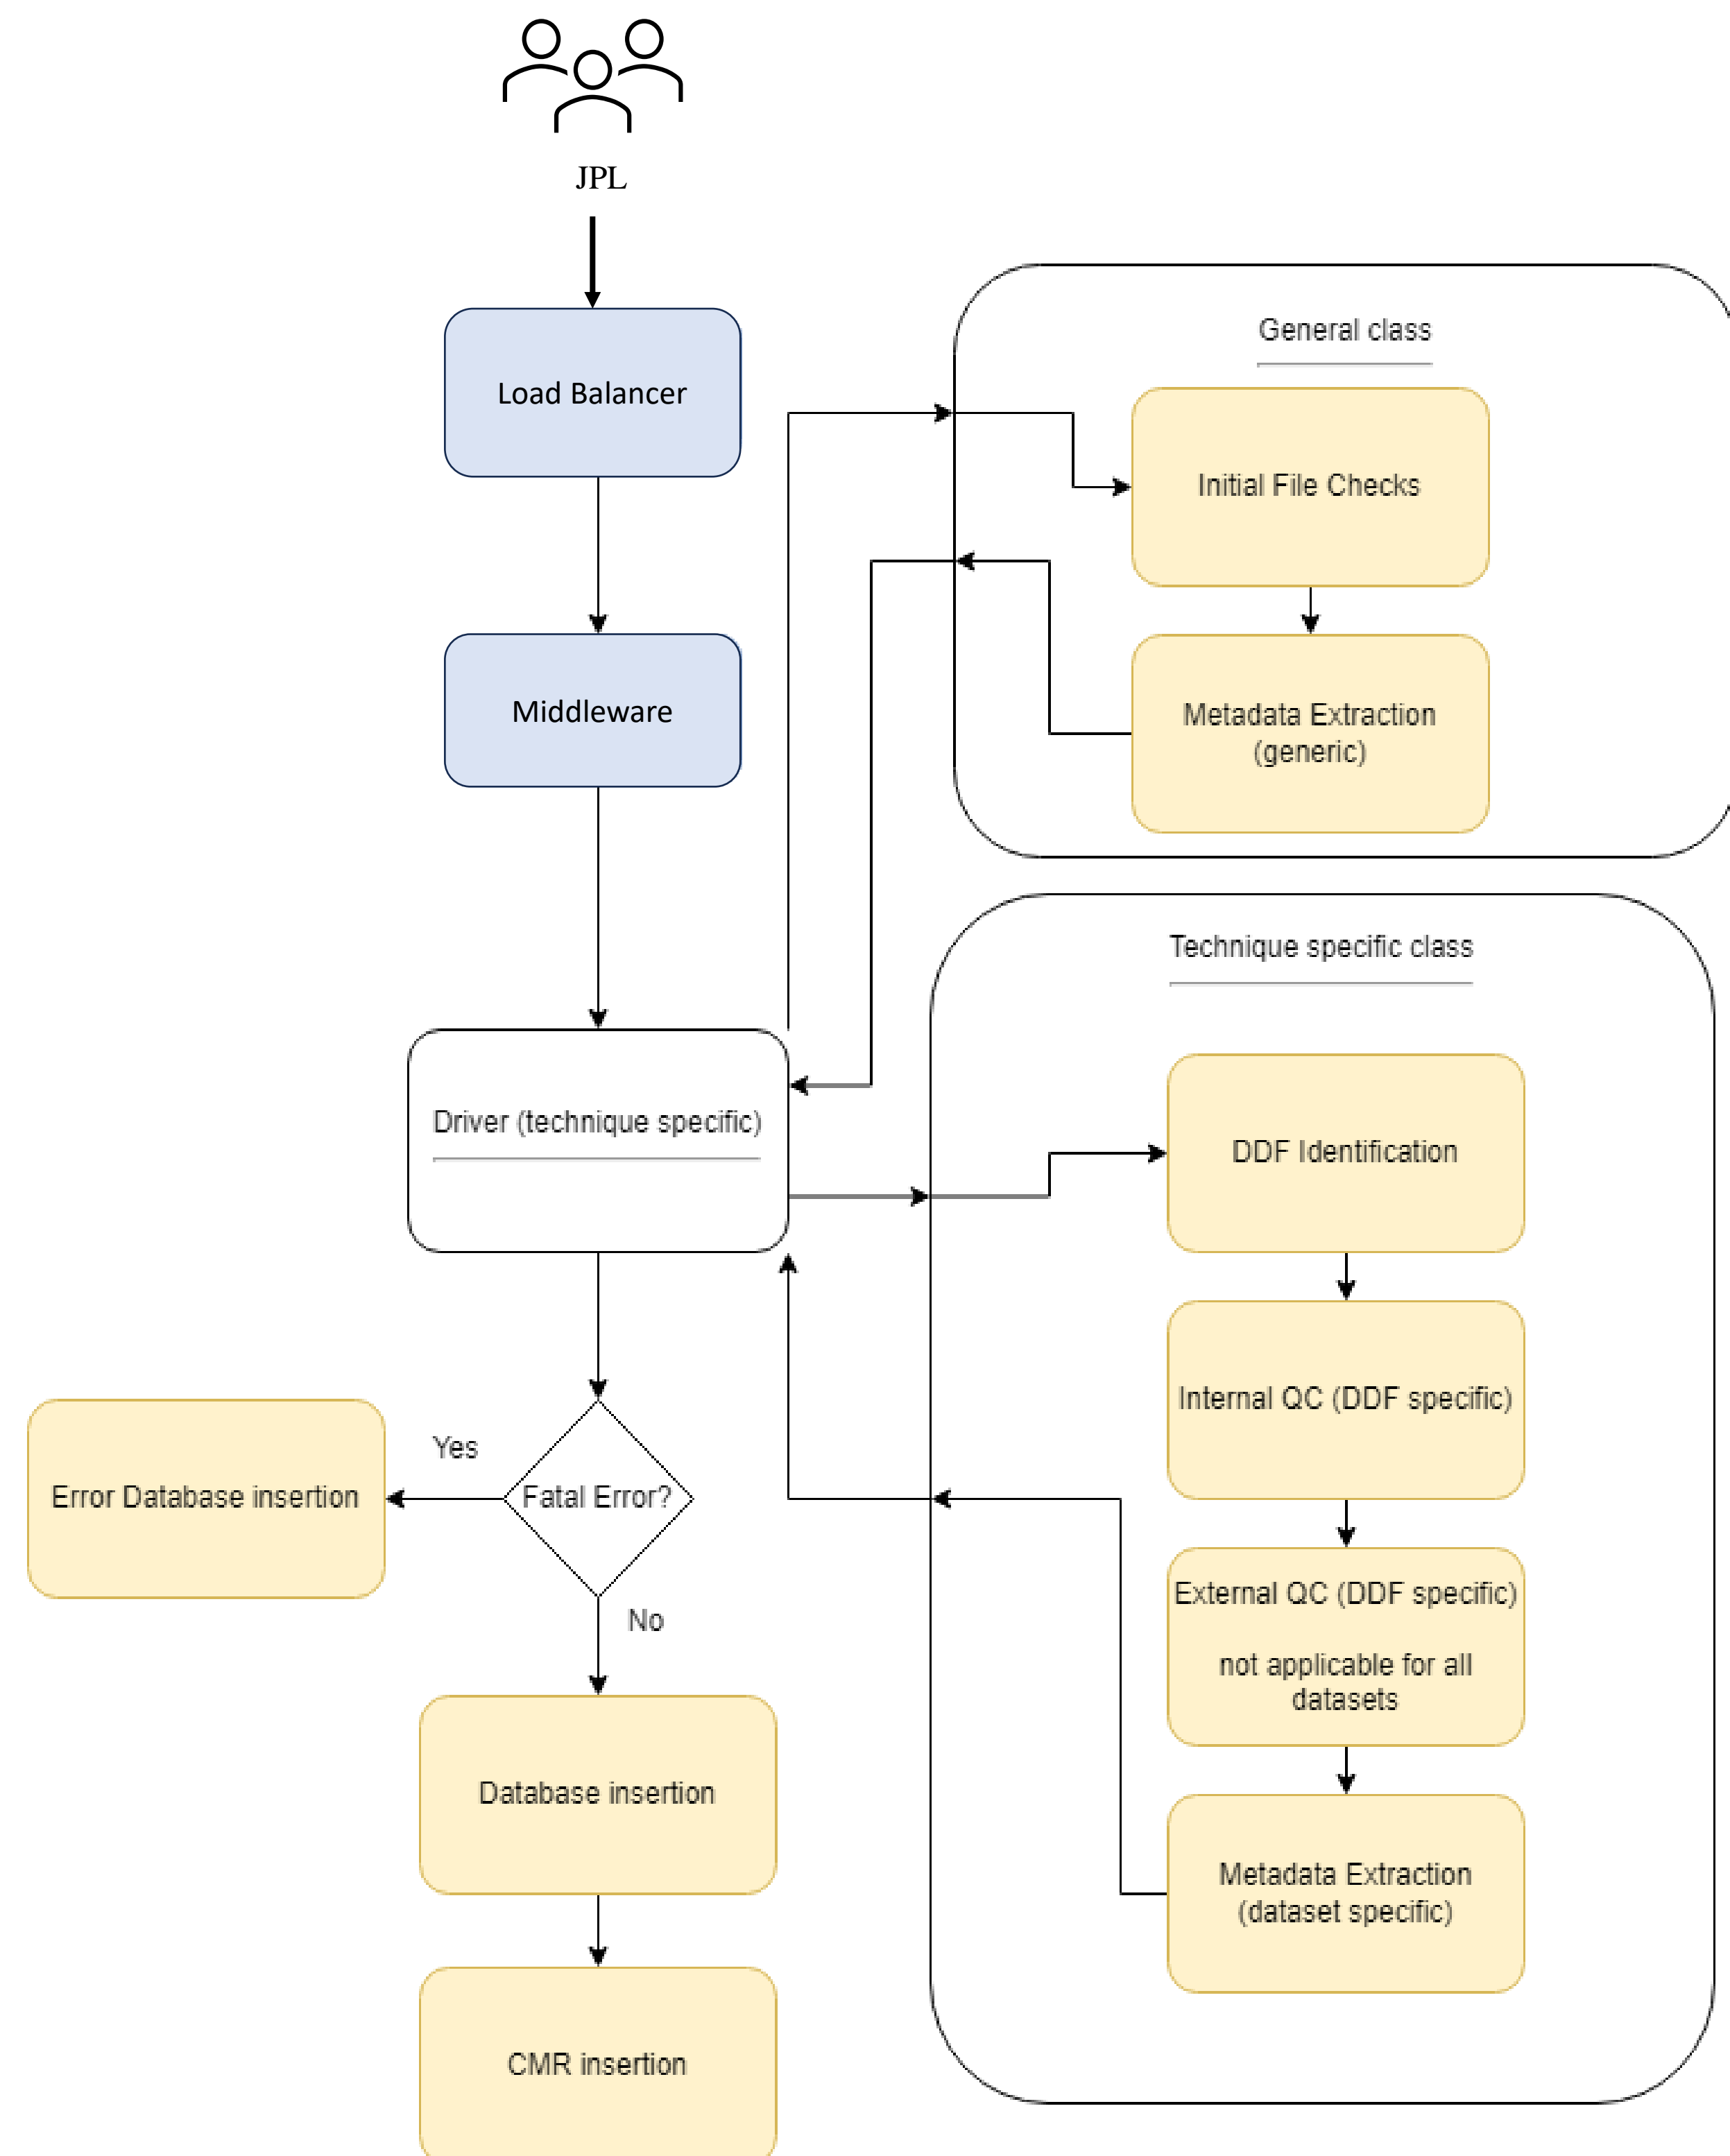 JPL
Load Balancer
Middleware
General class
Initial File Checks
Metadata Extraction
(generic)
Driver (technique specific)
Technique specific class
DDF Identification
Internal QC (DDF specific)
External QC (DDF specific)
not applicable for all
datasets
Metadata Extraction
(dataset specific)
Fatal Error?
Yes
Error Database insertion
No
Database insertion
CMR insertion